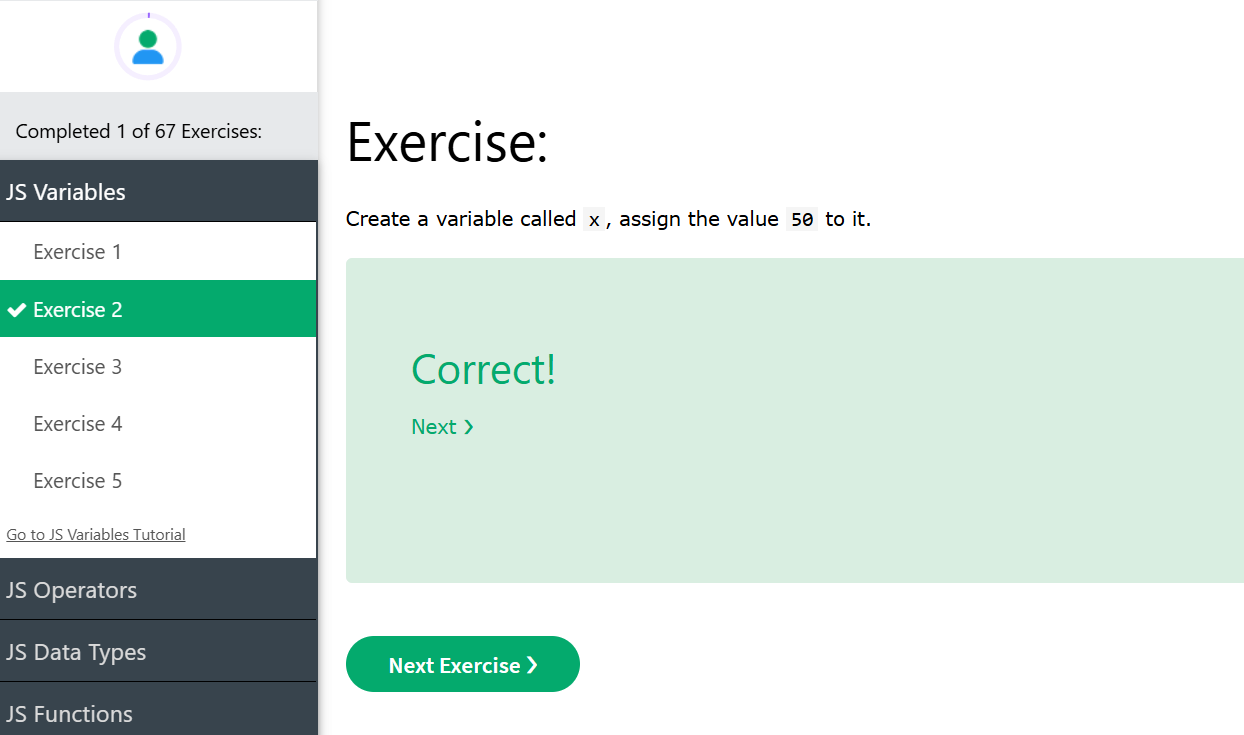 Completed 1 of 67 Exercises:
JS Variables
Exercise 1
Exercise 2
Exercise 3
Exercise 4
Exercise 5
Go to JS Variables Tutorial
JS Operators
JS Data Types
JS Functions
Exercise:
Create a variable called x, assign the value 50 to it.
Correct!
Next ❯
Next Exercise ❯